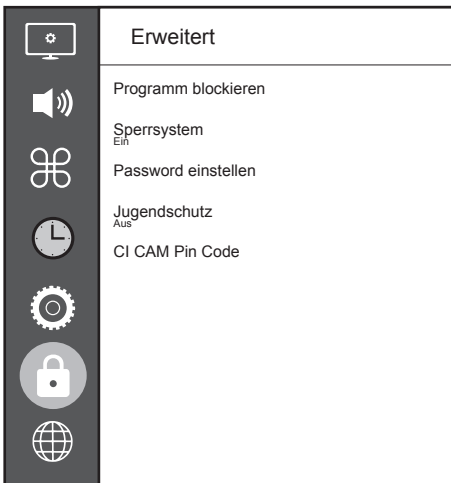 Erweitert
Programm blockieren
Sperrsystem
Ein
Password einstellen
Jugendschutz
Aus
CI CAM Pin Code